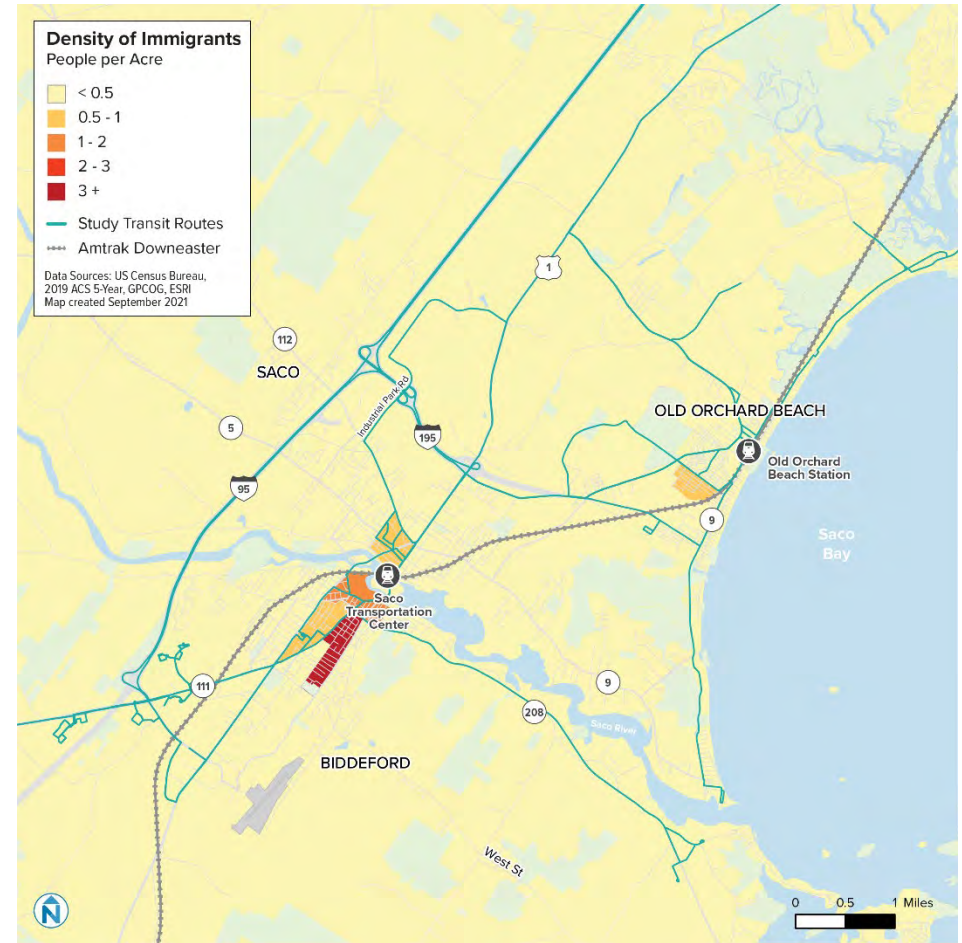 Density of Immigrants
People per Acre
< 0.5
0.5 - 1
1 - 2
2 - 3
3 +
Study Transit Routes
Amtrak Downeaster
Data Sources: US Census Bureau,
2019 ACS 5-Year, GPCOG, ESRI
Map created September 2021
1
112
SACO
Industrial Park Rd
OLD ORCHARD BEACH
5
195
Old Orchard
Beach Station
95
9
Saco
Bay
Saco
Transportation
Center
111
9
208
Saco River
BIDDEFORD
West St
N
0 0.5 1 Miles